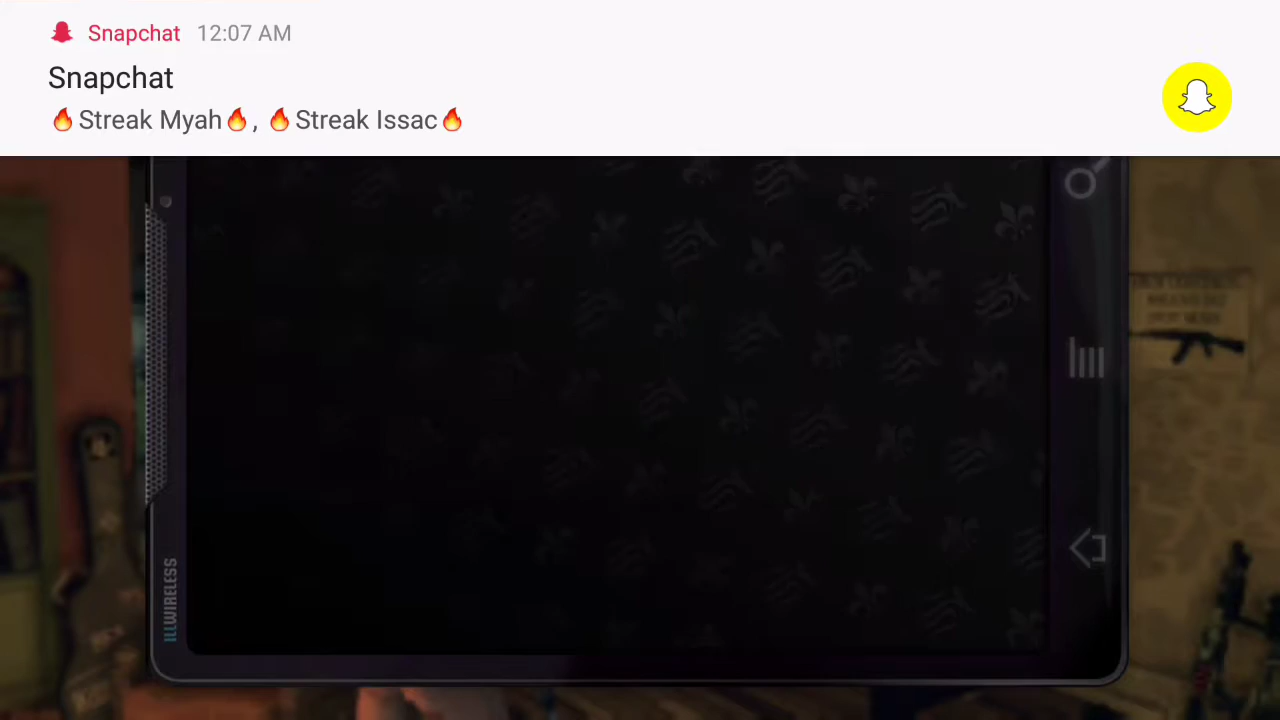 Snapchat 12:07 AM
Snapchat
🔥Streak Myah🔥, 🔥Streak Issac🔥
ILLWIRELESS